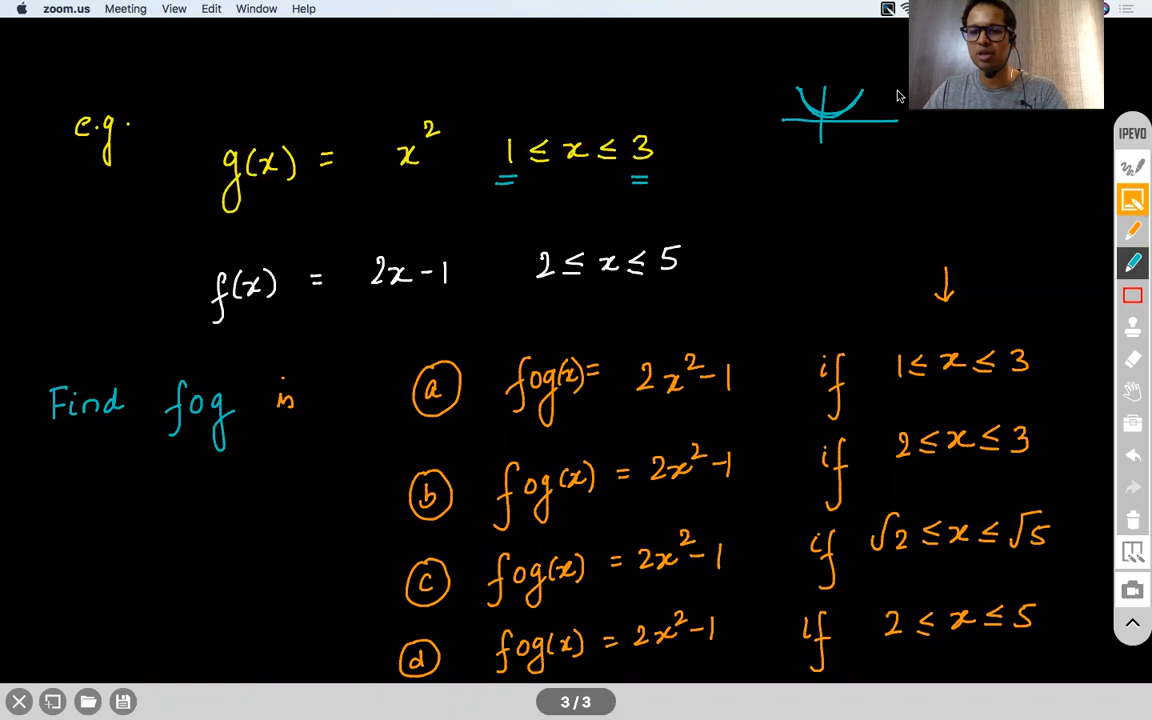 zoom.us Meeting View Edit Window Help
e.g.
g(x) = x² 1 ≤ x ≤ 3
IPEVO
f(x) = 2x-1 2 ≤ x ≤ 5
Find fog is
(a) fog(x)= 2x²-1 if 1 ≤ x ≤ 3
(b) fog(x) = 2x²-1 if 2 ≤ x ≤ 3
(c) fog(x) = 2x²-1 if √2 ≤ x ≤ √5
(d) fog(x) = 2x²-1 if 2 ≤ x ≤ 5
3/3